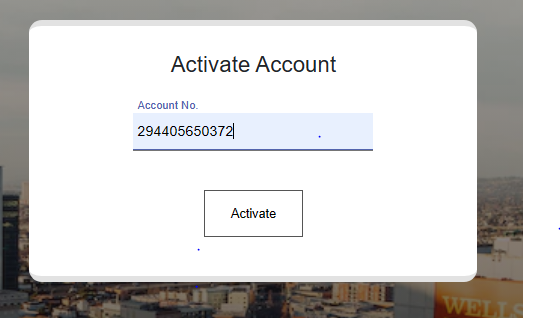 Activate Account
Account No.
294405650372
Activate
WELLS